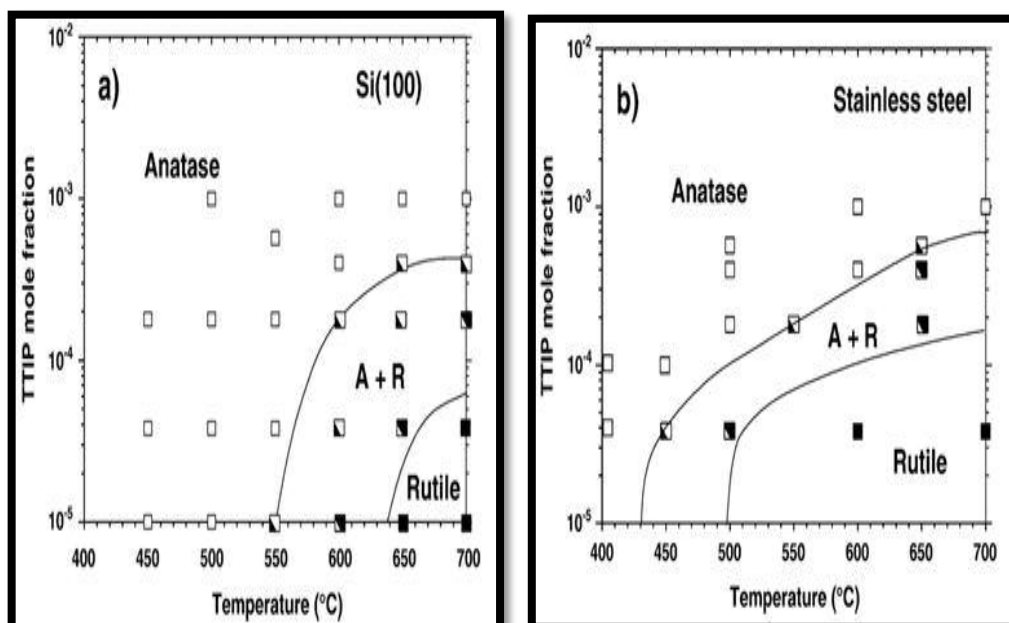 a)
Si(100)
Anatase
A + R
Rutile
TTIP mole fraction
10⁻²
10⁻³
10⁻⁴
10⁻⁵
400 450 500 550 600 650 700
Temperature (°C)
b)
Stainless steel
Anatase
A + R
Rutile
TTIP mole fraction
10⁻²
10⁻³
10⁻⁴
10⁻⁵
400 450 500 550 600 650 700
Temperature (°C)